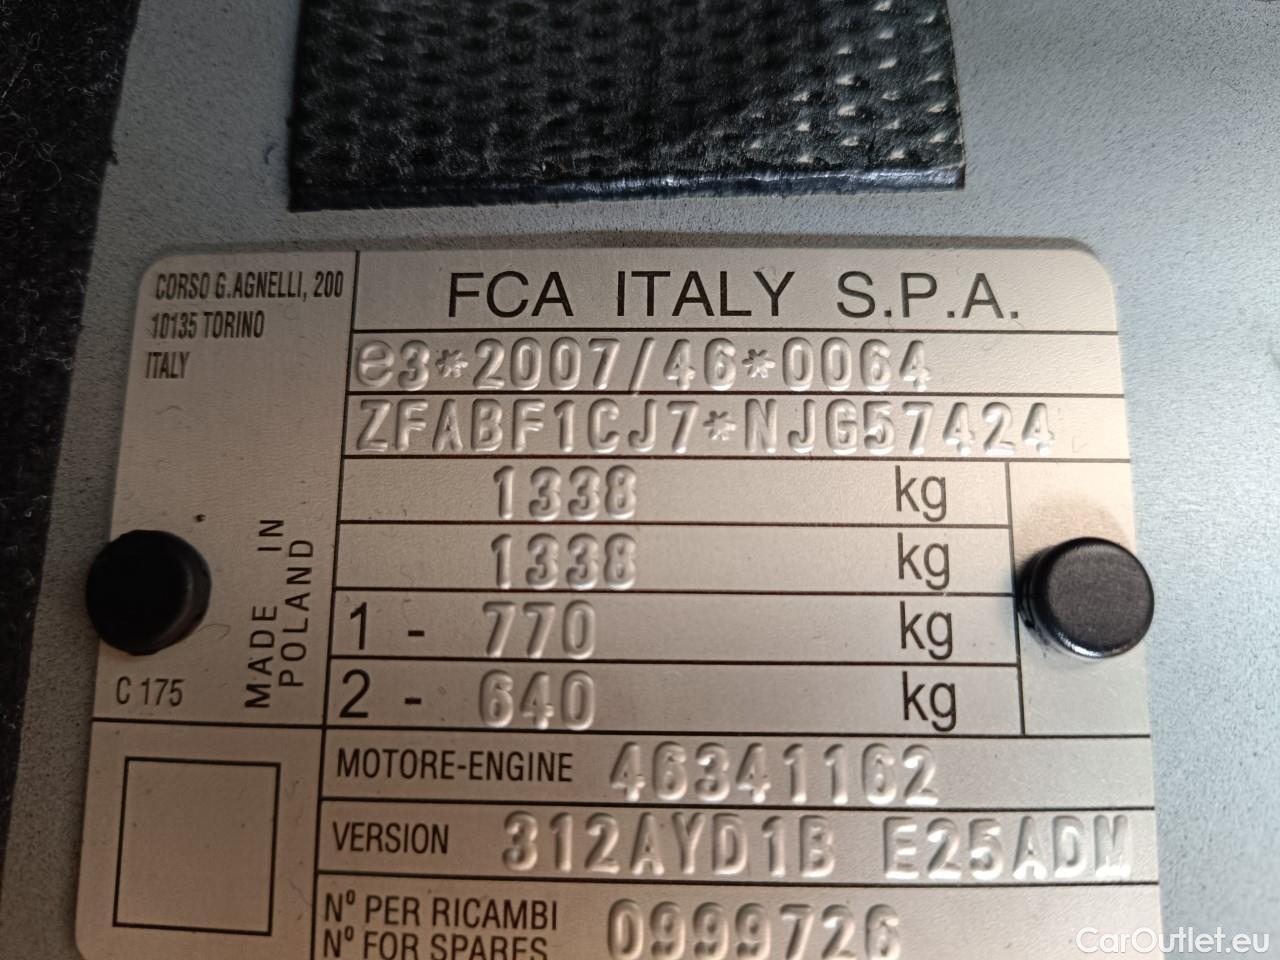 CORSO G.AGNELLI, 200
10135 TORINO
ITALY
FCA ITALY S.P.A.
e3*2007/46*0064
ZFABF1CJ7*NJG57424
1338 kg
1338 kg
1 - 770 kg
2 - 640 kg
MADE IN
POLAND
C 175
MOTORE-ENGINE 46341162
VERSION 312AYD1B E25ADM
Nº PER RICAMBI
Nº FOR SPARES 0999726
CarOutlet.eu